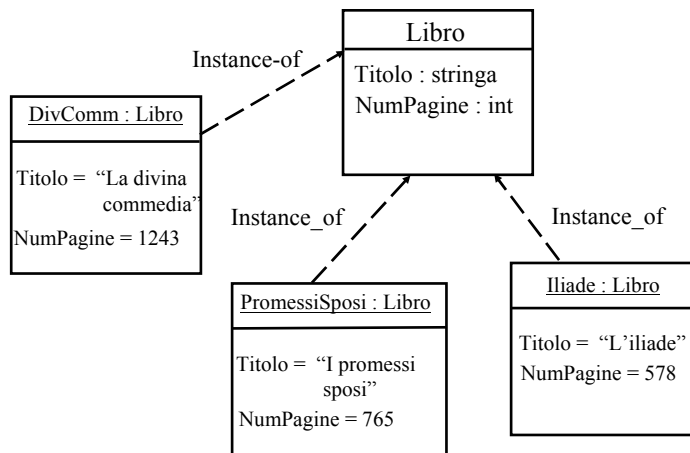 Libro
Titolo : stringa
NumPagine : int
Instance-of
DivComm : Libro
Titolo = “La divina
commedia”
NumPagine = 1243
Instance_of
Instance_of
PromessiSposi : Libro
Titolo = “I promessi
sposi”
NumPagine = 765
Iliade : Libro
Titolo = “L’iliade”
NumPagine = 578